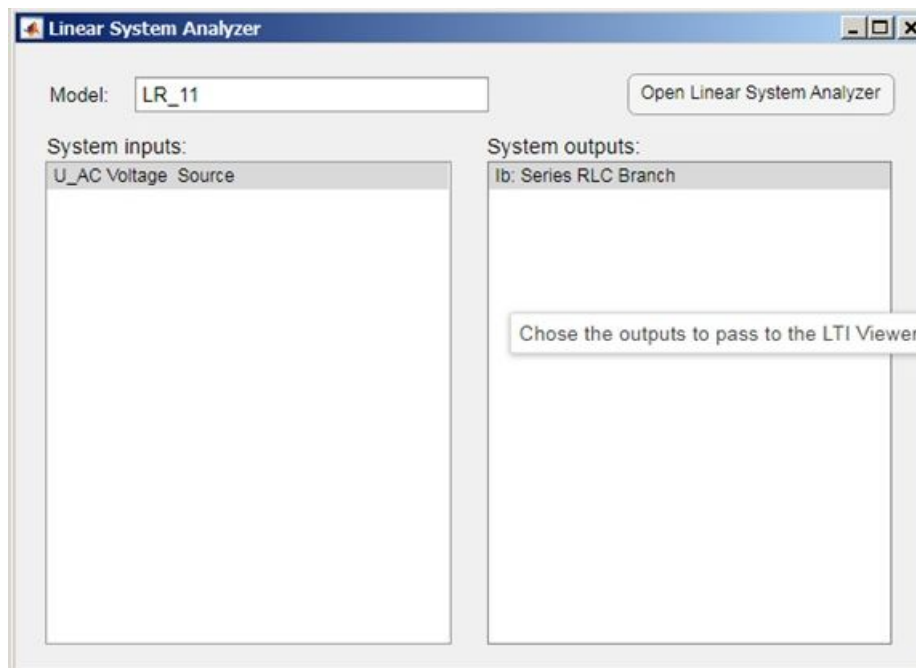 Linear System Analyzer
Model: LR_11 Open Linear System Analyzer
System inputs:
U_AC Voltage Source
System outputs:
Ib: Series RLC Branch
Chose the outputs to pass to the LTI Viewer